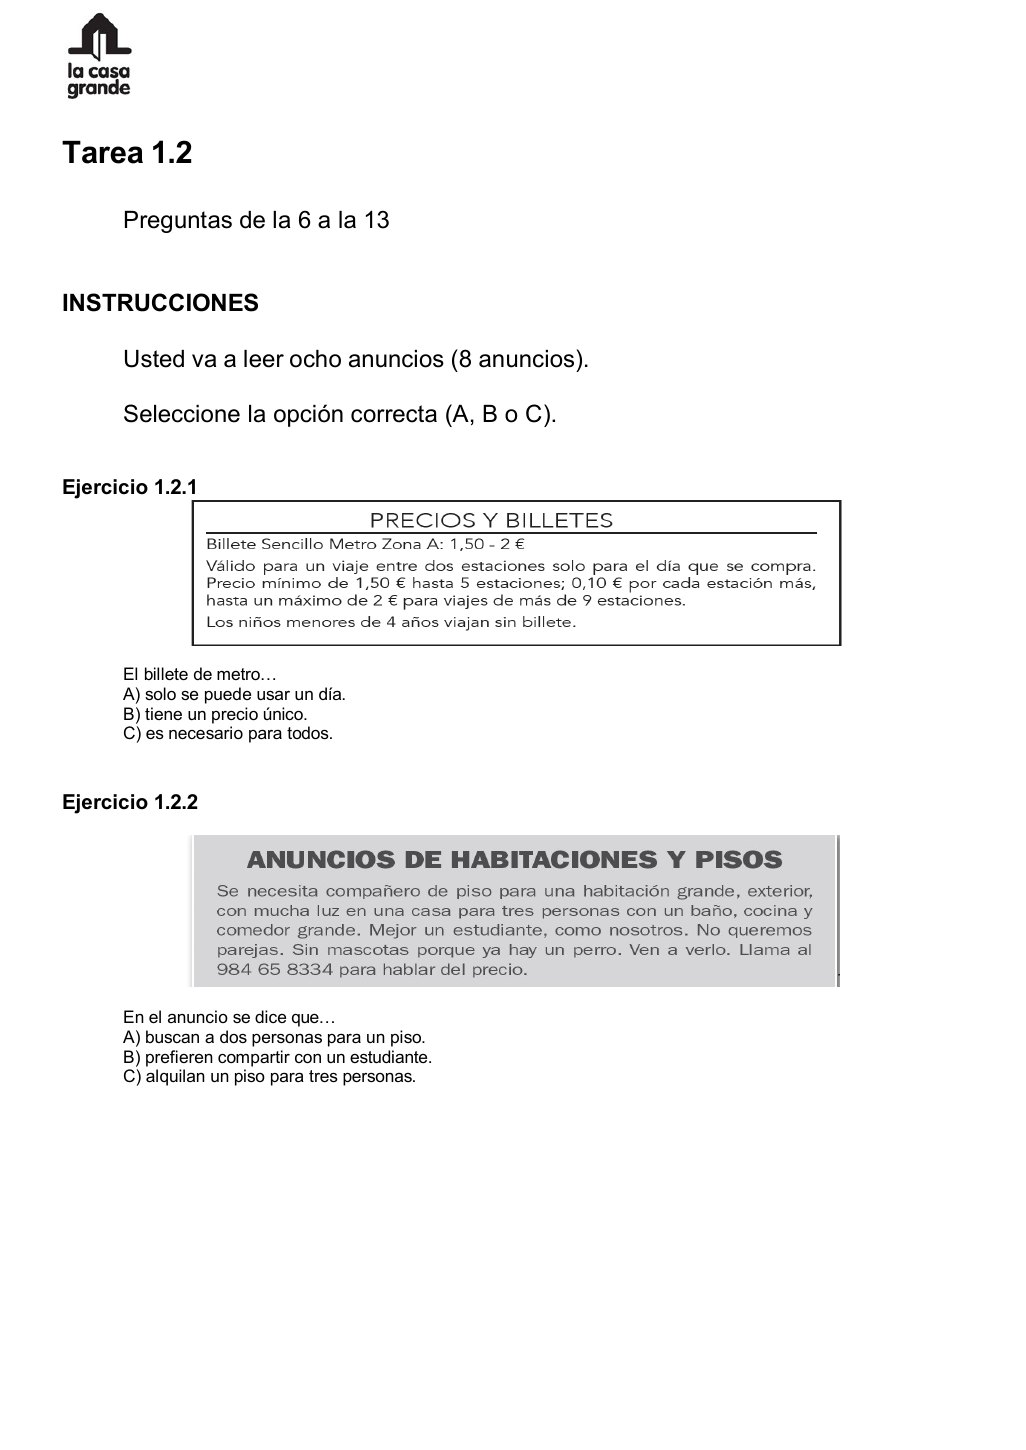 la casa
grande
Tarea 1.2
Preguntas de la 6 a la 13
INSTRUCCIONES
Usted va a leer ocho anuncios (8 anuncios).
Seleccione la opción correcta (A, B o C).
Ejercicio 1.2.1
PRECIOS Y BILLETES
Billete Sencillo Metro Zona A: 1,50 - 2 €
Válido para un viaje entre dos estaciones solo para el día que se compra.
Precio mínimo de 1,50 € hasta 5 estaciones; 0,10 € por cada estación más,
hasta un máximo de 2 € para viajes de más de 9 estaciones.
Los niños menores de 4 años viajan sin billete.
El billete de metro…
A) solo se puede usar un día.
B) tiene un precio único.
C) es necesario para todos.
Ejercicio 1.2.2
ANUNCIOS DE HABITACIONES Y PISOS
Se necesita compañero de piso para una habitación grande, exterior,
con mucha luz en una casa para tres personas con un baño, cocina y
comedor grande. Mejor un estudiante, como nosotros. No queremos
parejas. Sin mascotas porque ya hay un perro. Ven a verlo. Llama al
984 65 8334 para hablar del precio.
En el anuncio se dice que…
A) buscan a dos personas para un piso.
B) prefieren compartir con un estudiante.
C) alquilan un piso para tres personas.